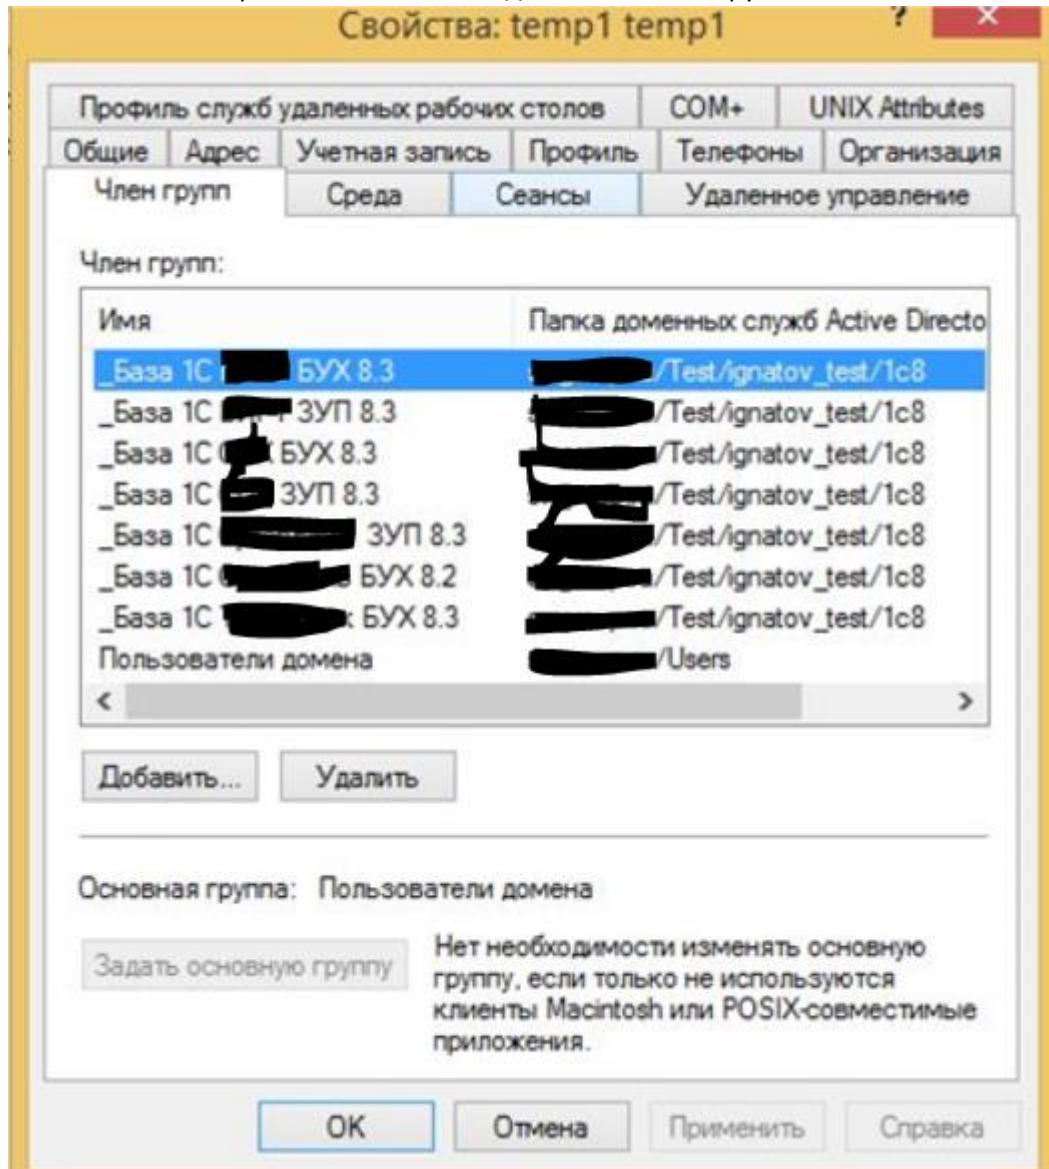 Свойства: temp1 temp1
?
Профиль служб удаленных рабочих столов COM+ UNIX Attributes
Общие Адрес Учетная запись Профиль Телефоны Организация
Член групп Среда Сеансы Удаленное управление
Член групп:
Имя Папка доменных служб Active Directo
_База 1С БУХ 8.3 /Test/ignatov_test/1c8
_База 1С ЗУП 8.3 /Test/ignatov_test/1c8
_База 1С БУХ 8.3 /Test/ignatov_test/1c8
_База 1С ЗУП 8.3 /Test/ignatov_test/1c8
_База 1С ЗУП 8.3 /Test/ignatov_test/1c8
_База 1С БУХ 8.2 /Test/ignatov_test/1c8
_База 1С БУХ 8.3 /Test/ignatov_test/1c8
Пользователи домена /Users
Добавить... Удалить
Основная группа: Пользователи домена
Задать основную группу
Нет необходимости изменять основную
группу, если только не используются
клиенты Macintosh или POSIX-совместимые
приложения.
ОК Отмена Применить Справка